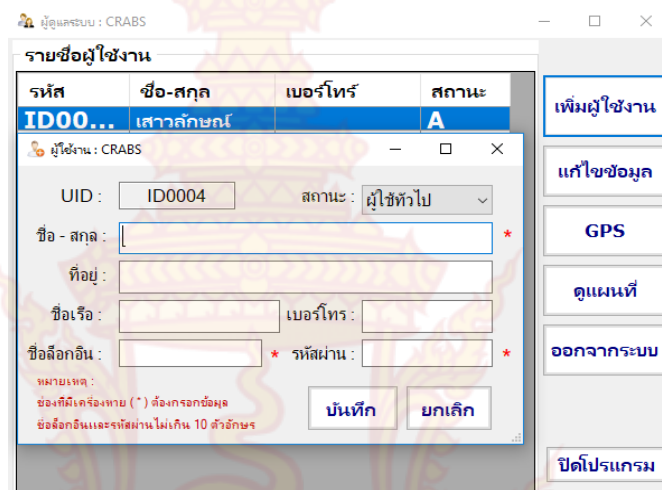 ผู้ดูแลระบบ : CRABS
รายชื่อผู้ใช้งาน
รหัส ชื่อ-สกุล เบอร์โทร์ สถานะ
ID00... เสาวลักษณ์ A
เพิ่มผู้ใช้งาน
ผู้ใช้งาน : CRABS
แก้ไขข้อมูล
UID : ID0004 สถานะ : ผู้ใช้ทั่วไป
ชื่อ - สกุล : *
GPS
ที่อยู่ :
ดูแผนที่
ชื่อเรือ : เบอร์โทร :
ชื่อล็อกอิน : * รหัสผ่าน : *
ออกจากระบบ
หมายเหตุ :
ช่องที่มีเครื่องหาย ( * ) ต้องกรอกข้อมูล
ชื่อล็อกอินและรหัสผ่านไม่เกิน 10 ตัวอักษร
บันทึก ยกเลิก
ปิดโปรแกรม